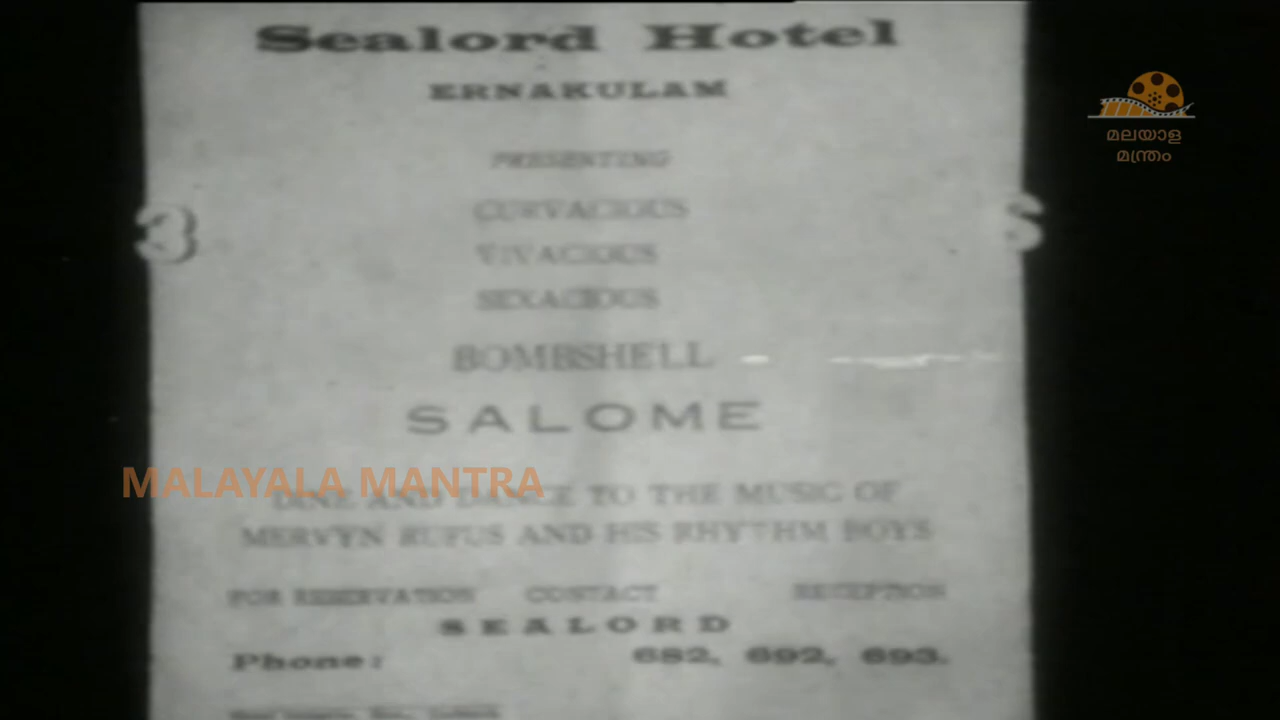 Sealord Hotel
ERNAKULAM
PRESENTING
CURVACIOUS
VIVACIOUS
SEXACIOUS
BOMBSHELL
SALOME
DINE AND DANCE TO THE MUSIC OF
MERVYN RUFUS AND HIS RHYTHM BOYS
FOR RESERVATION CONTACT RECEPTION
SEALORD
Phone: 682, 692, 693.
MALAYALA MANTRA
മലയാള
മന്ത്രം